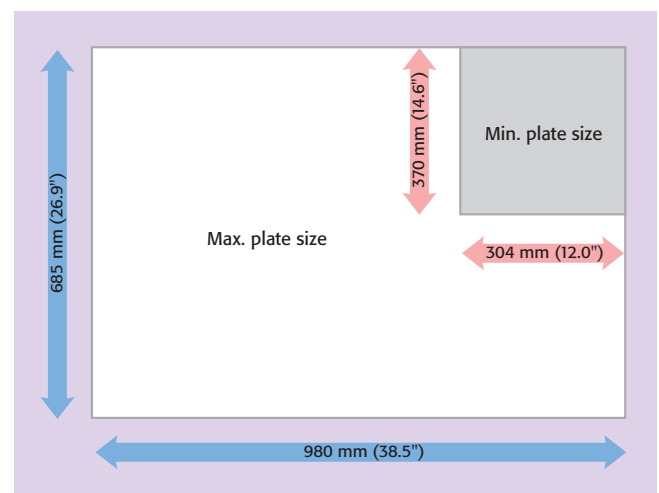 370 mm (14.6")
Min. plate size
685 mm (26.9")
Max. plate size
304 mm (12.0")
980 mm (38.5")